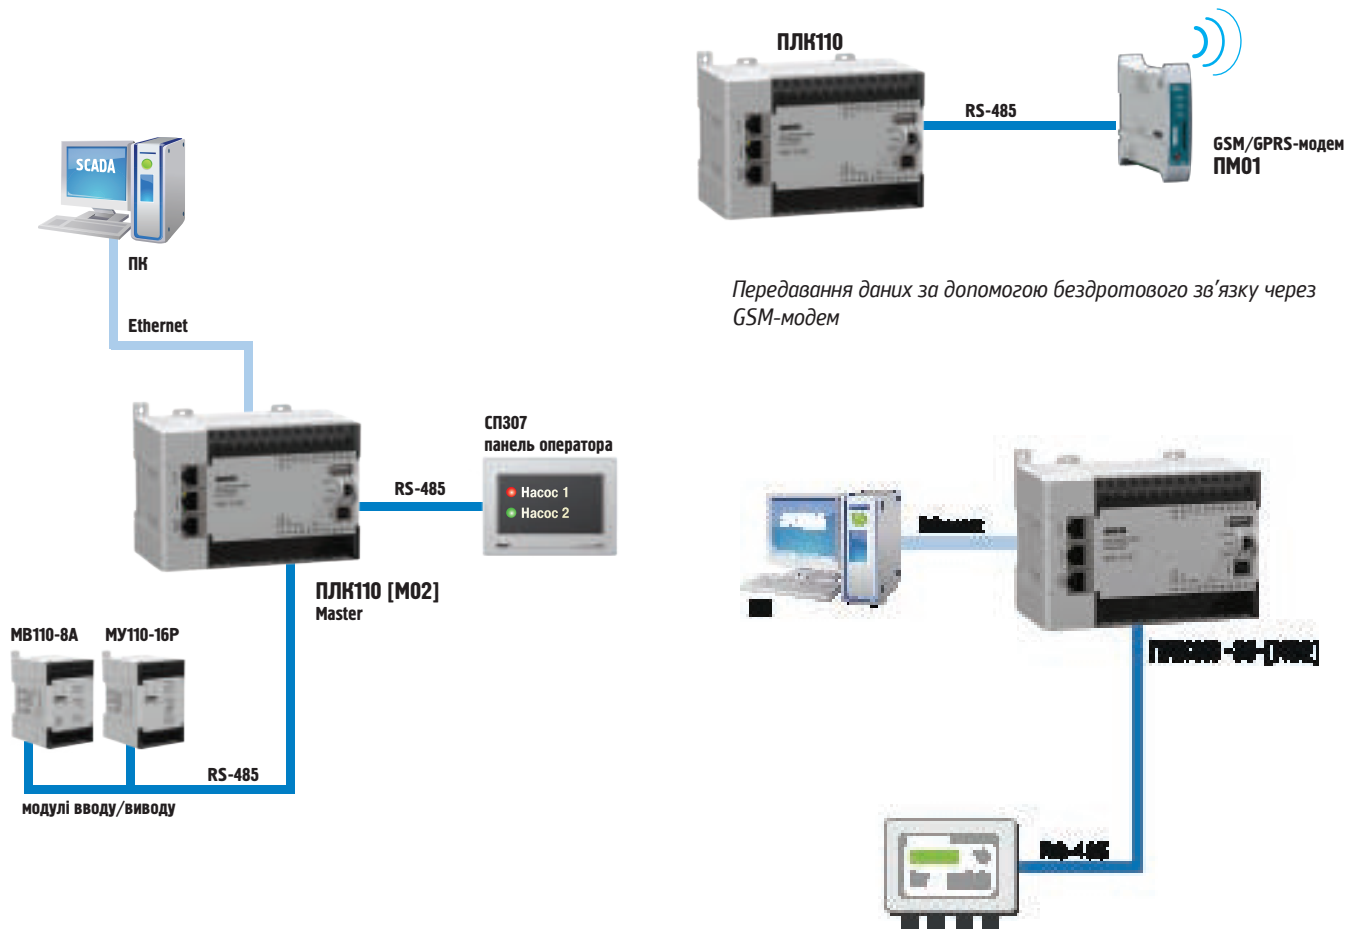 SCADA
ПК
Ethernet
СП307
панель оператора
RS-485
Насос 1
Насос 2
ПЛК110 [М02]
Master
МВ110-8А
МУ110-16Р
RS-485
модулі вводу/виводу
ПЛК110
RS-485
GSM/GPRS-модем
ПМ01
Передавання даних за допомогою бездротового зв’язку через
GSM-модем